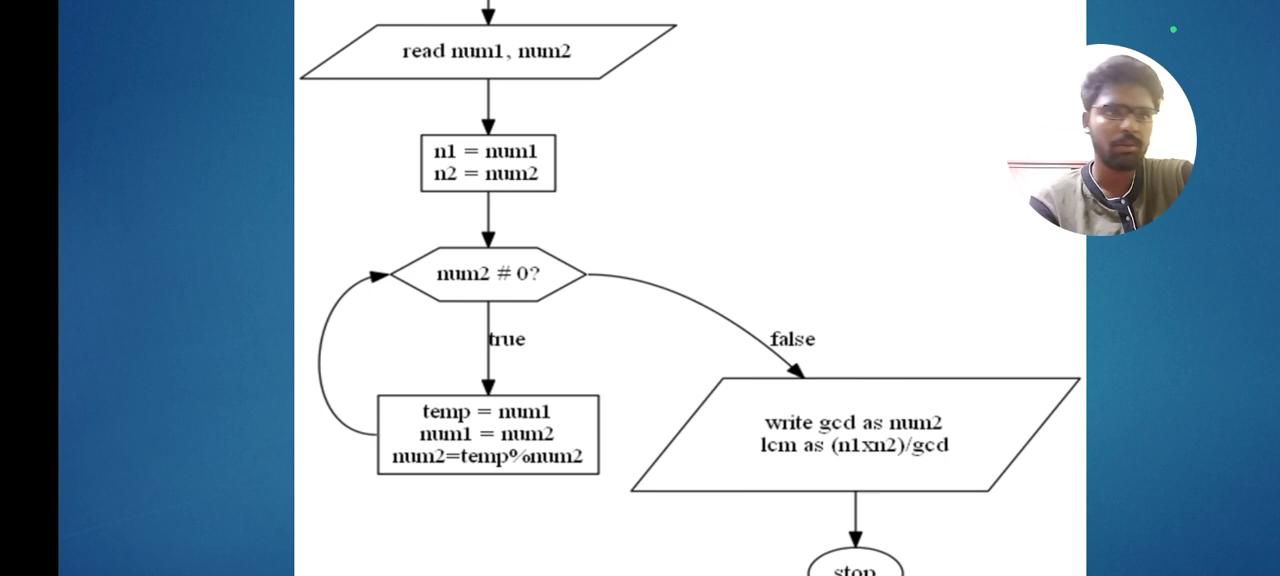 read num1, num2
n1 = num1
n2 = num2
num2 # 0?
true
false
temp = num1
num1 = num2
num2=temp%num2
write gcd as num2
lcm as (n1xn2)/gcd
stop